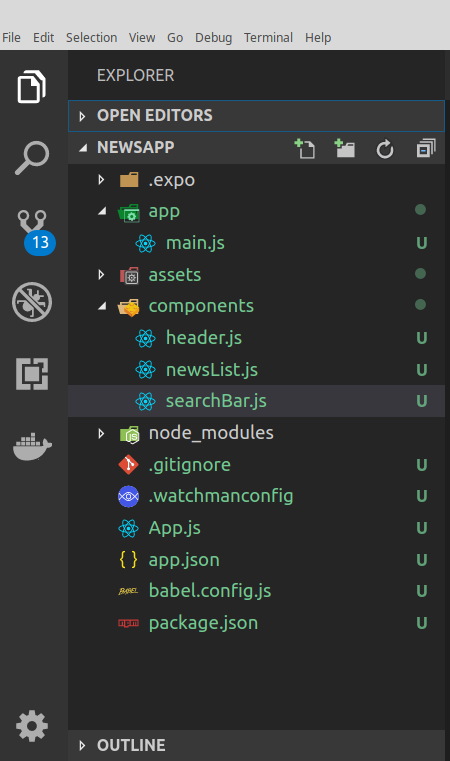 File Edit Selection View Go Debug Terminal Help
EXPLORER
OPEN EDITORS
NEWSAPP
.expo
app
main.js U
assets
components
header.js U
newsList.js U
searchBar.js U
13
node_modules
.gitignore U
.watchmanconfig U
App.js U
{ } app.json U
BABEL babel.config.js U
npm package.json U
OUTLINE